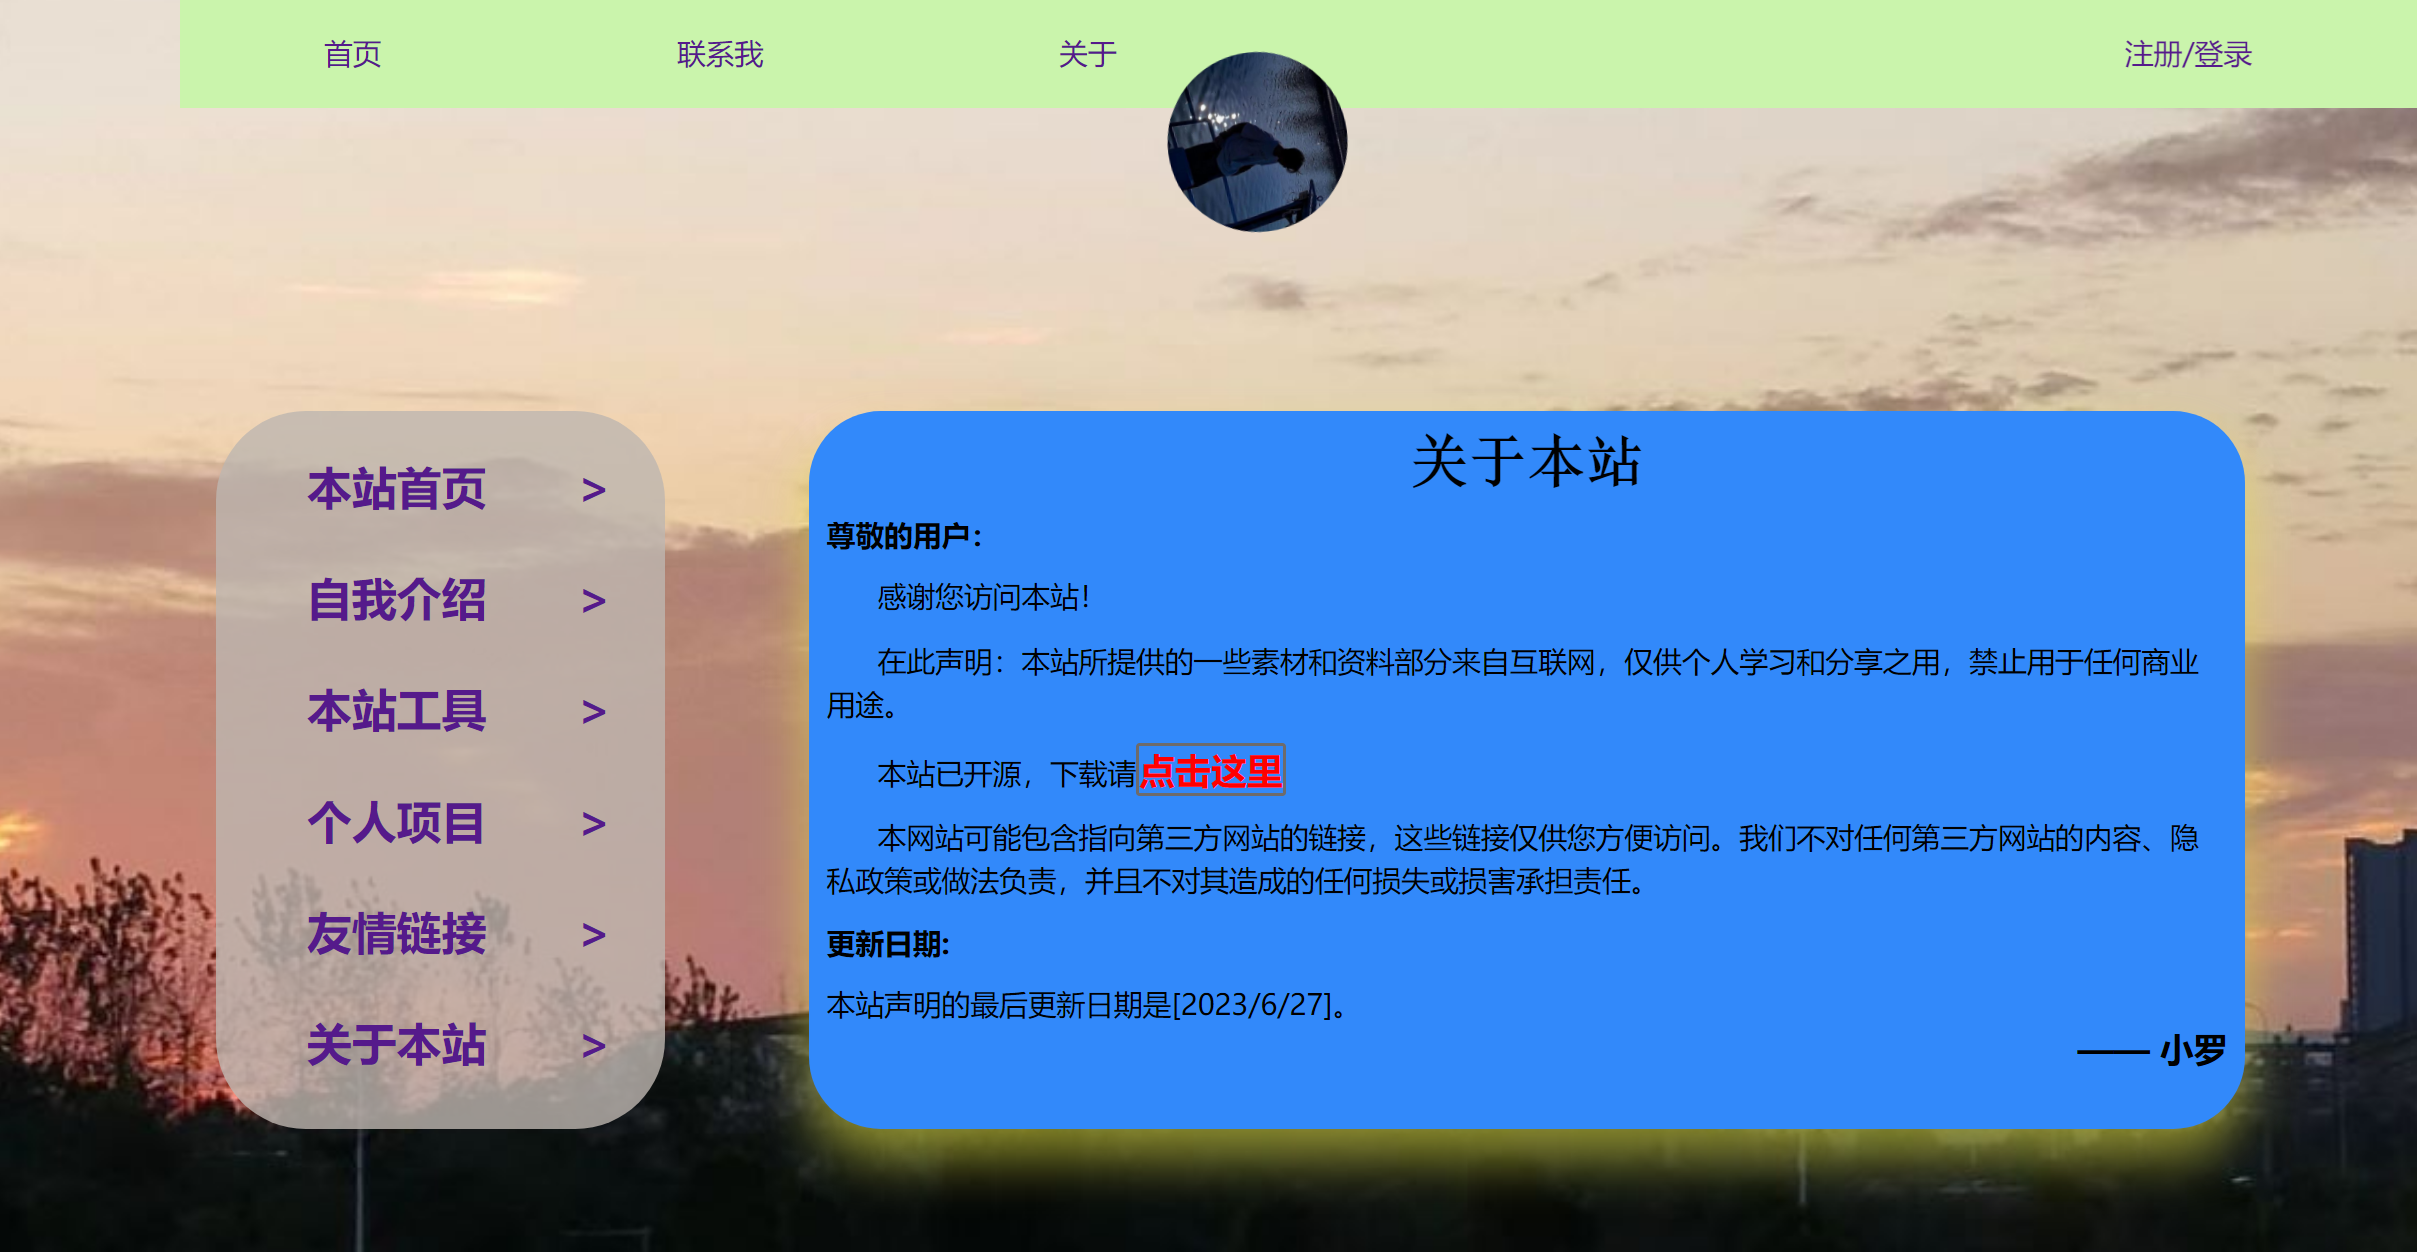 首页 联系我 关于 注册/登录
本站首页 >
自我介绍 >
本站工具 >
个人项目 >
友情链接 >
关于本站 >
关于本站
尊敬的用户：
感谢您访问本站！
在此声明：本站所提供的一些素材和资料部分来自互联网，仅供个人学习和分享之用，禁止用于任何商业
用途。
本站已开源，下载请点击这里
本网站可能包含指向第三方网站的链接，这些链接仅供您方便访问。我们不对任何第三方网站的内容、隐
私政策或做法负责，并且不对其造成的任何损失或损害承担责任。
更新日期:
本站声明的最后更新日期是[2023/6/27]。
—— 小罗